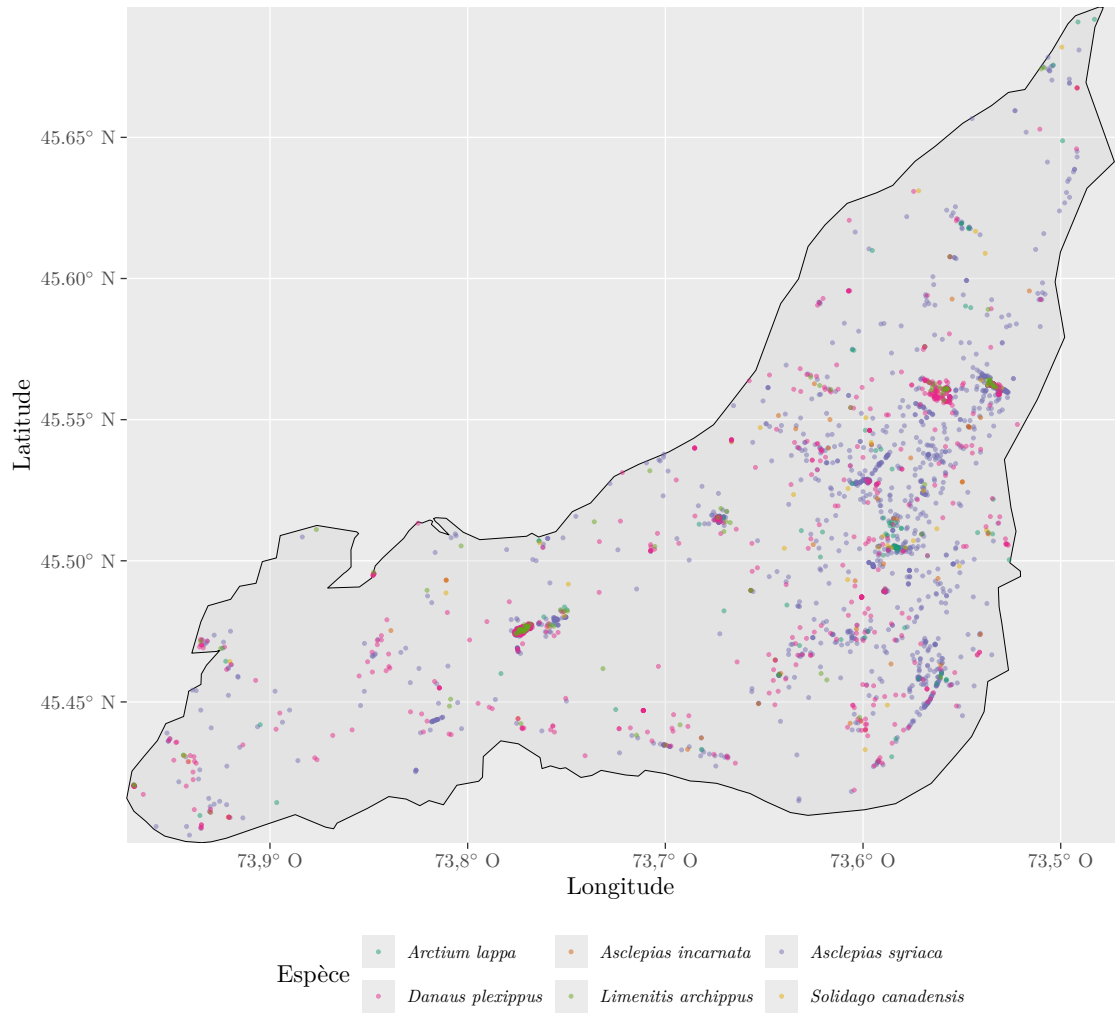 45.65° N
45.60° N
45.55° N
45.50° N
45.45° N
Latitude
73,9° O 73,8° O 73,7° O 73,6° O 73,5° O
Longitude
Espèce
Arctium lappa Asclepias incarnata Asclepias syriaca
Danaus plexippus Limenitis archippus Solidago canadensis